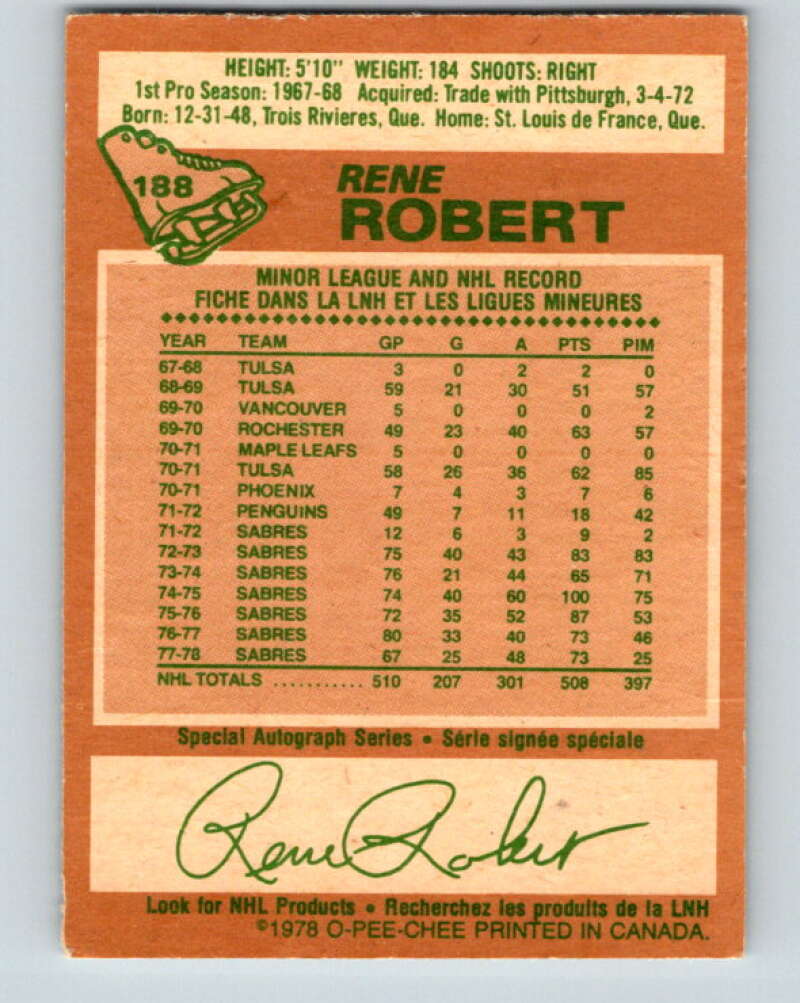 HEIGHT: 5'10" WEIGHT: 184 SHOOTS: RIGHT
1st Pro Season: 1967-68 Acquired: Trade with Pittsburgh, 3-4-72
Born: 12-31-48, Trois Rivieres, Que. Home: St. Louis de France, Que.
188
RENE
ROBERT
MINOR LEAGUE AND NHL RECORD
FICHE DANS LA LNH ET LES LIGUES MINEURES
YEAR TEAM GP G A PTS PIM
67-68 TULSA 3 0 2 2 0
68-69 TULSA 59 21 30 51 57
69-70 VANCOUVER 5 0 0 0 2
69-70 ROCHESTER 49 23 40 63 57
70-71 MAPLE LEAFS 5 0 0 0 0
70-71 TULSA 58 26 36 62 85
70-71 PHOENIX 7 4 3 7 6
71-72 PENGUINS 49 7 11 18 42
71-72 SABRES 12 6 3 9 2
72-73 SABRES 75 40 43 83 83
73-74 SABRES 76 21 44 65 71
74-75 SABRES 74 40 60 100 75
75-76 SABRES 72 35 52 87 53
76-77 SABRES 80 33 40 73 46
77-78 SABRES 67 25 48 73 25
NHL TOTALS ........... 510 207 301 508 397
Special Autograph Series • Série signée spéciale
Rene Robert
Look for NHL Products • Recherchez les produits de la LNH
©1978 O-PEE-CHEE PRINTED IN CANADA.